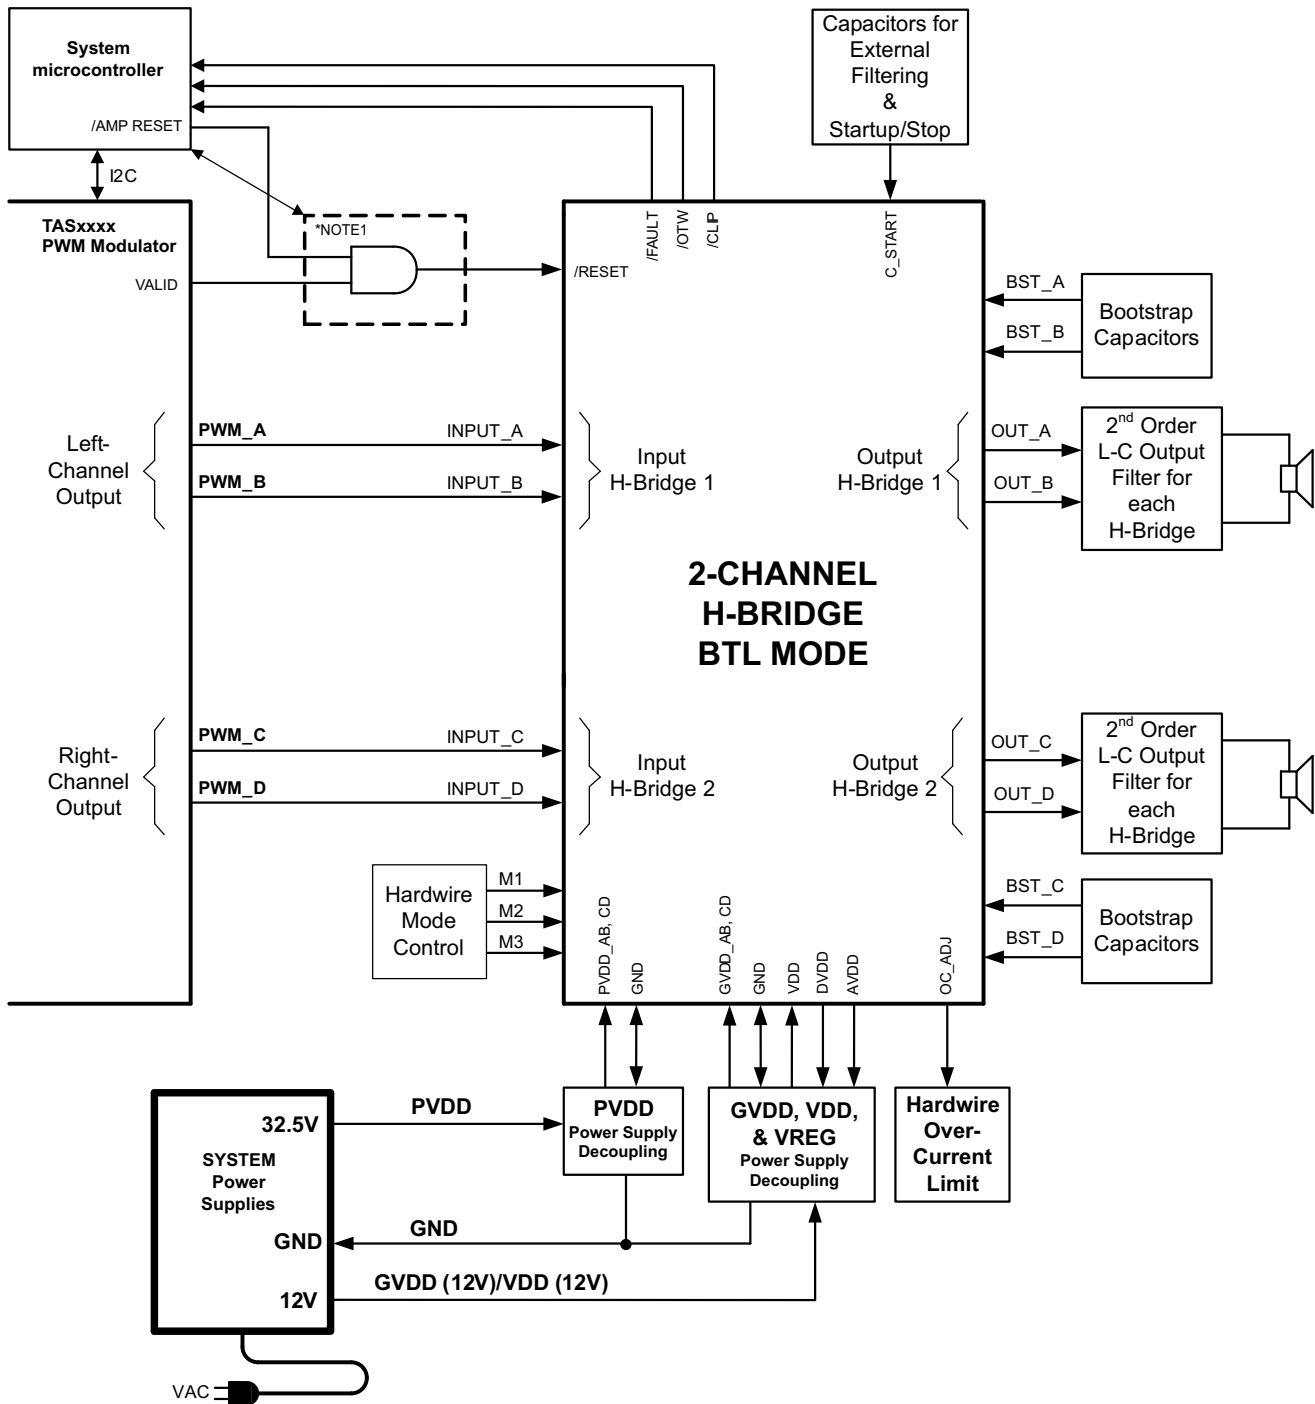 System
microcontroller
/AMP RESET
I2C
Capacitors for
External
Filtering
&
Startup/Stop
TASxxxx
PWM Modulator
VALID
*NOTE1
/RESET
/FAULT
/OTW
/CLIP
C_START
BST_A
BST_B
Bootstrap
Capacitors
Left-
Channel
Output
PWM_A
PWM_B
INPUT_A
INPUT_B
Input
H-Bridge 1
Output
H-Bridge 1
OUT_A
OUT_B
2nd Order
L-C Output
Filter for
each
H-Bridge
2-CHANNEL
H-BRIDGE
BTL MODE
Right-
Channel
Output
PWM_C
PWM_D
INPUT_C
INPUT_D
Input
H-Bridge 2
Output
H-Bridge 2
OUT_C
OUT_D
2nd Order
L-C Output
Filter for
each
H-Bridge
Hardwire
Mode
Control
M1
M2
M3
PVDD_AB, CD
GND
GVDD_AB, CD
GND
VDD
DVDD
AVDD
OC_ADJ
BST_C
BST_D
Bootstrap
Capacitors
32.5V
SYSTEM
Power
Supplies
GND
12V
PVDD
PVDD
Power Supply
Decoupling
GVDD, VDD,
& VREG
Power Supply
Decoupling
Hardwire
Over-
Current
Limit
GND
GVDD (12V)/VDD (12V)
VAC